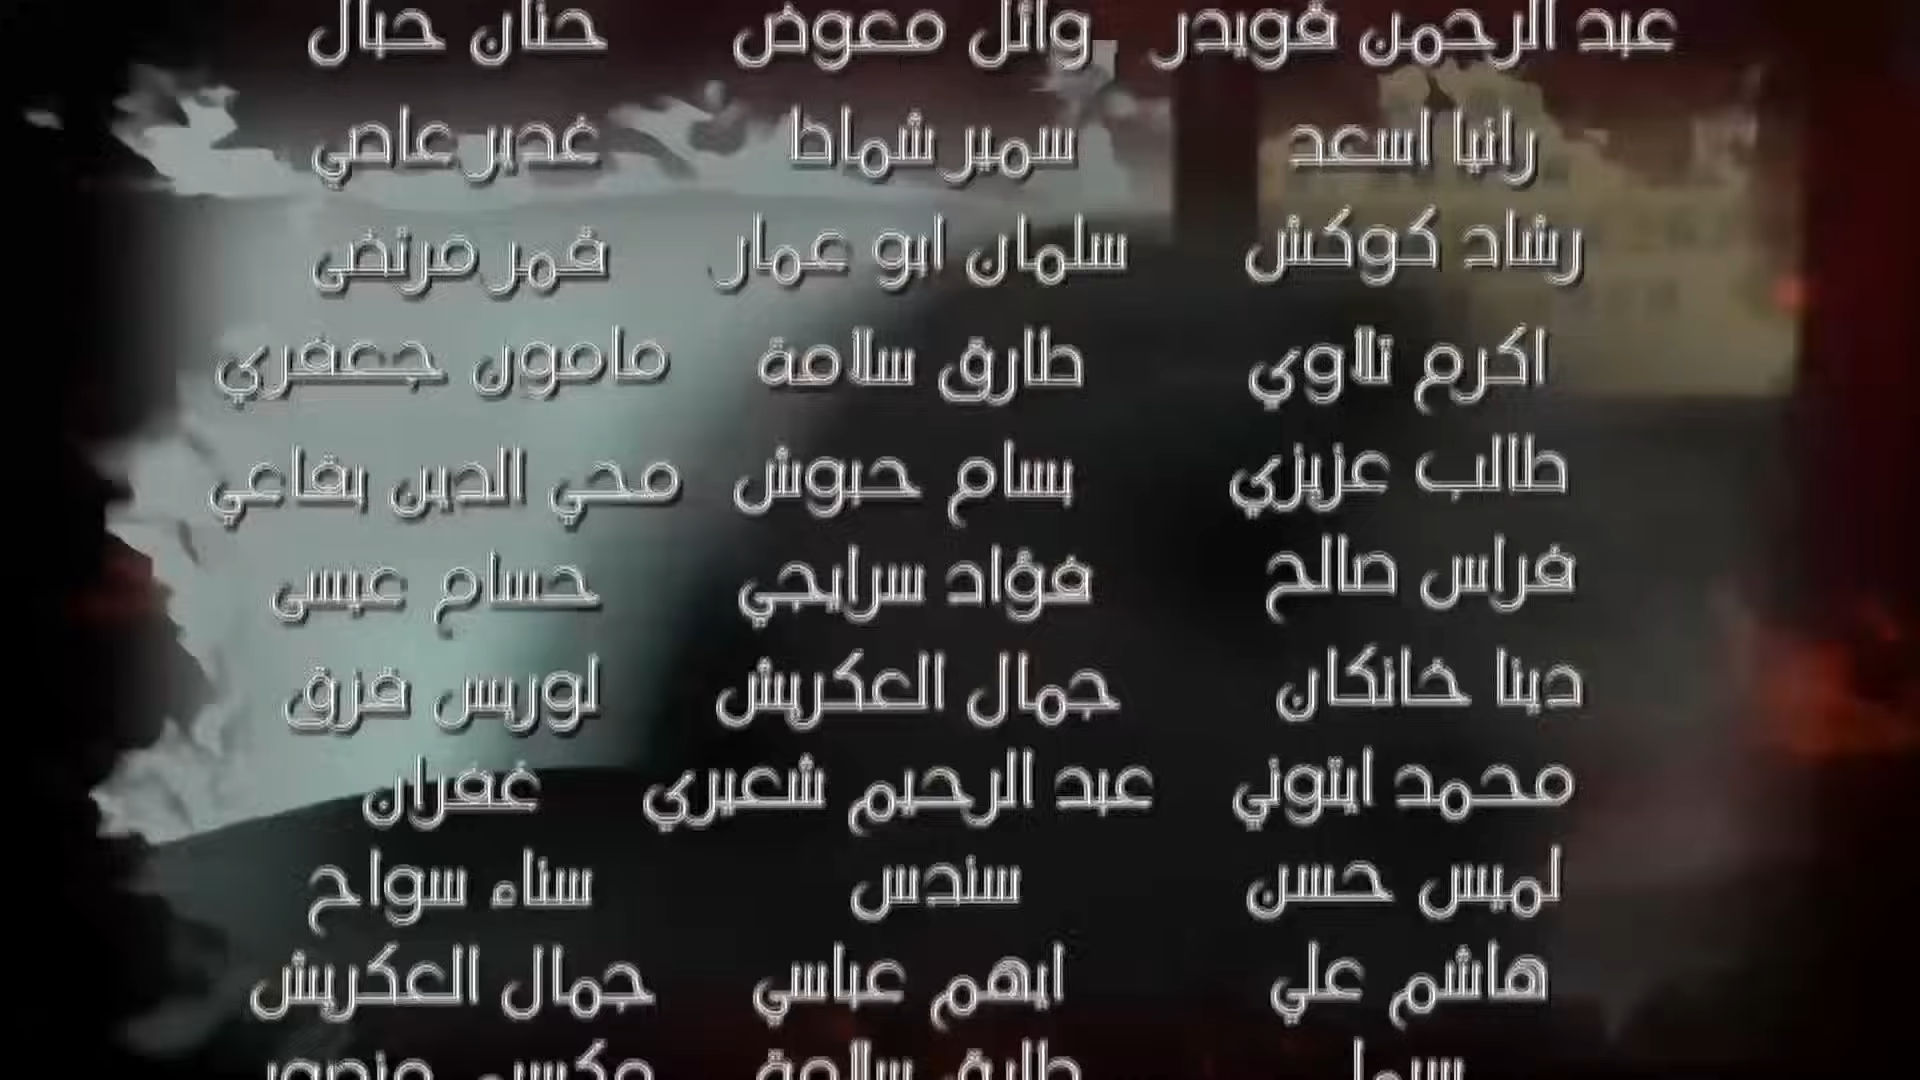 عبد الرحمن قويدر وائل معوض حنان حبال
رانيا اسعد سمير شماط غدير عاصي
رشاد كوكش سلمان ابو عمار قمر مرتضى
اكرم تلاوي طارق سلامة مامون جعفري
طالب عزيزي بسام حبوش محي الدين بقاعي
فراس صالح فؤاد سرايجي حسام عبسى
دينا خانكان جمال العكريش لوريس قزق
محمد ايتوني عبد الرحيم شعيري غفران
لميس حسن سندس سناء سواح
هاشم علي ايهم عباسي جمال العكريش
طارق سلامة